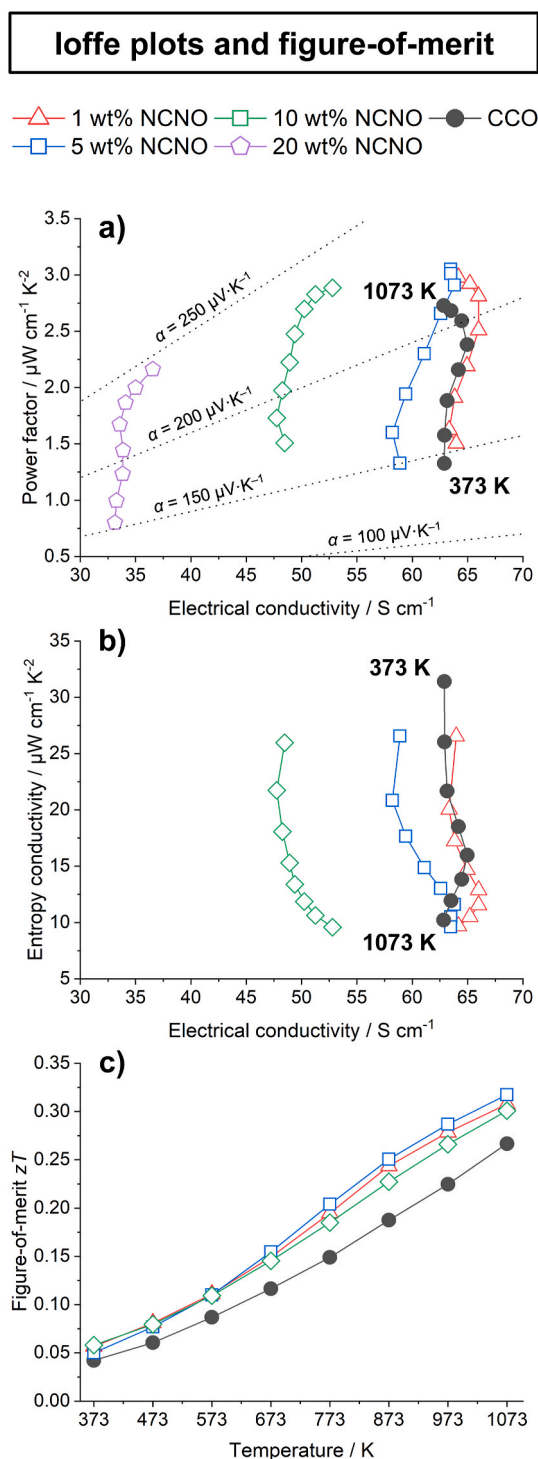 Ioffe plots and figure-of-merit
1 wt% NCNO 10 wt% NCNO CCO
5 wt% NCNO 20 wt% NCNO
a)
Power factor / µW cm⁻¹ K⁻²
3.5
3.0
2.5
2.0
1.5
1.0
0.5
α = 250 µV·K⁻¹
α = 200 µV·K⁻¹
α = 150 µV·K⁻¹
α = 100 µV·K⁻¹
1073 K
373 K
30 35 40 45 50 55 60 65 70
Electrical conductivity / S cm⁻¹
b)
Entropy conductivity / µW cm⁻¹ K⁻²
35
30
25
20
15
10
5
373 K
1073 K
30 35 40 45 50 55 60 65 70
Electrical conductivity / S cm⁻¹
c)
Figure-of-merit zT
0.35
0.30
0.25
0.20
0.15
0.10
0.05
0.00
373 473 573 673 773 873 973 1073
Temperature / K